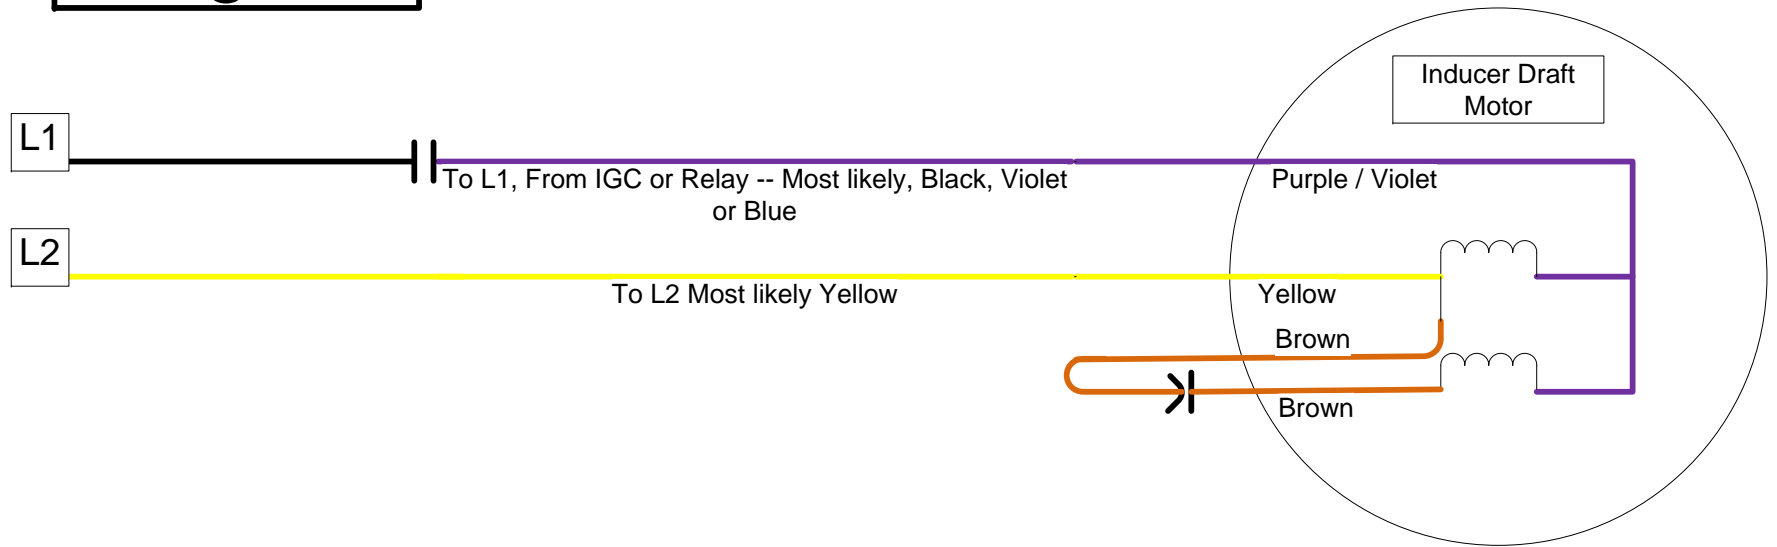 Inducer Draft
Motor
L1
To L1, From IGC or Relay -- Most likely, Black, Violet
or Blue
Purple / Violet
L2
To L2 Most likely Yellow
Yellow
Brown
Brown